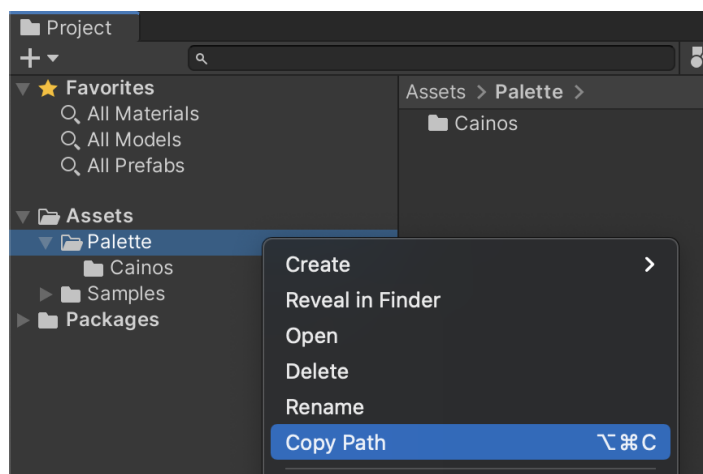 Project
Favorites
All Materials
All Models
All Prefabs
Assets
Palette
Cainos
Samples
Packages
Assets > Palette >
Cainos
Create
Reveal in Finder
Open
Delete
Rename
Copy Path ⌥⌘C